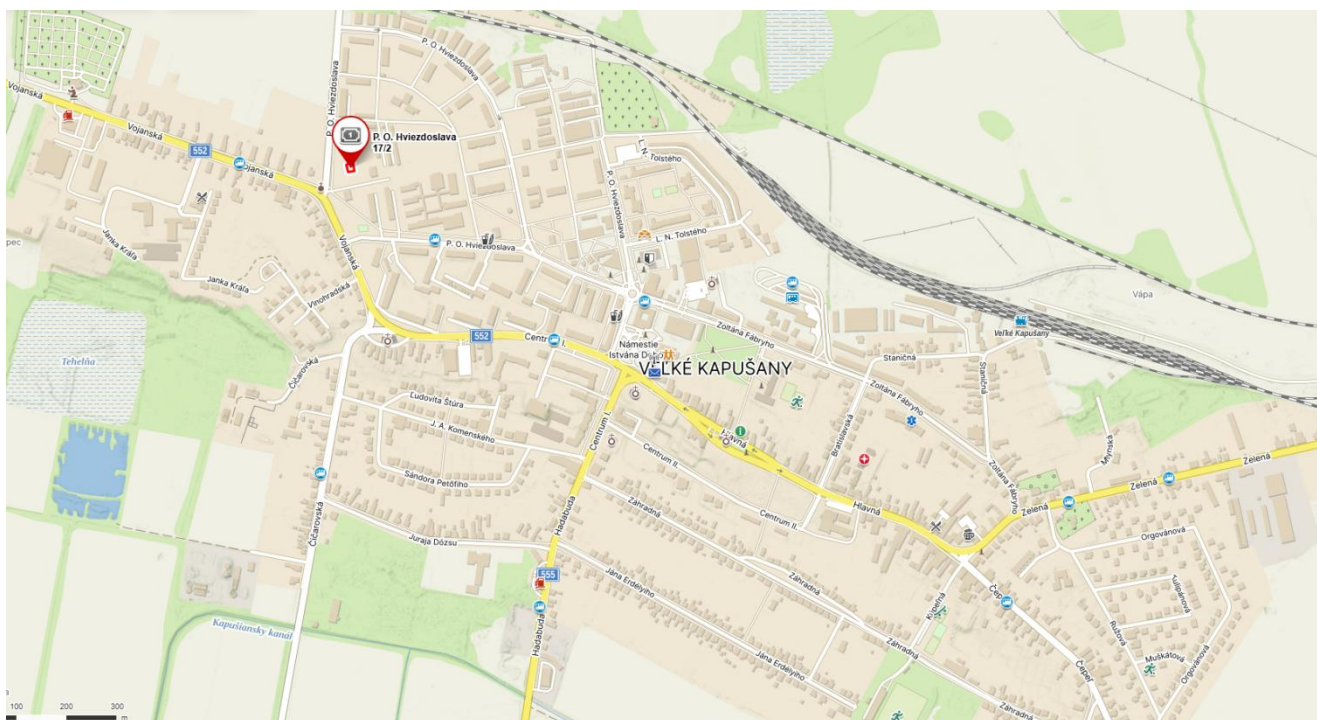 P. O. Hviezdoslava
Vojanská
Vojanská
552
P. O. Hviezdoslava
1
P. O. Hviezdoslava
17/2
L. N. Tolstého
P. O. Hviezdoslava
Janka Kráľa
Vojanská
P. O. Hviezdoslava
L. N. Tolstého
Janka Kráľa
Vinohradská
Vápa
Veľké Kapušany
Zoltána Fábryho
552
Centrum I.
Námestie
VEĽKÉ KAPUŠANY
Staničná
Staničná
Tehelňa
Čičarovská
Zoltána Fábryho
Ľudovíta Štúra
J. A. Komenského
Centrum I.
Hlavná
Bratislavská
Mlynská
Centrum II.
Sándora Petőfiho
Zoltána Fábryho
Zelená
Zelená
Zelená
Záhradná
Centrum II.
Hlavná
Čičarovská
Hadabuda
Juraja Dózsu
Orgovánová
555
Jána Erdélyiho
Záhradná
Kúpeľná
Tulipánová
Kapušiansky kanál
Hadabuda
Ružová
Záhradná
Čepeľ
Muškátová
Orgovánová
Jána Erdélyiho
Záhradná
100 200 300
m